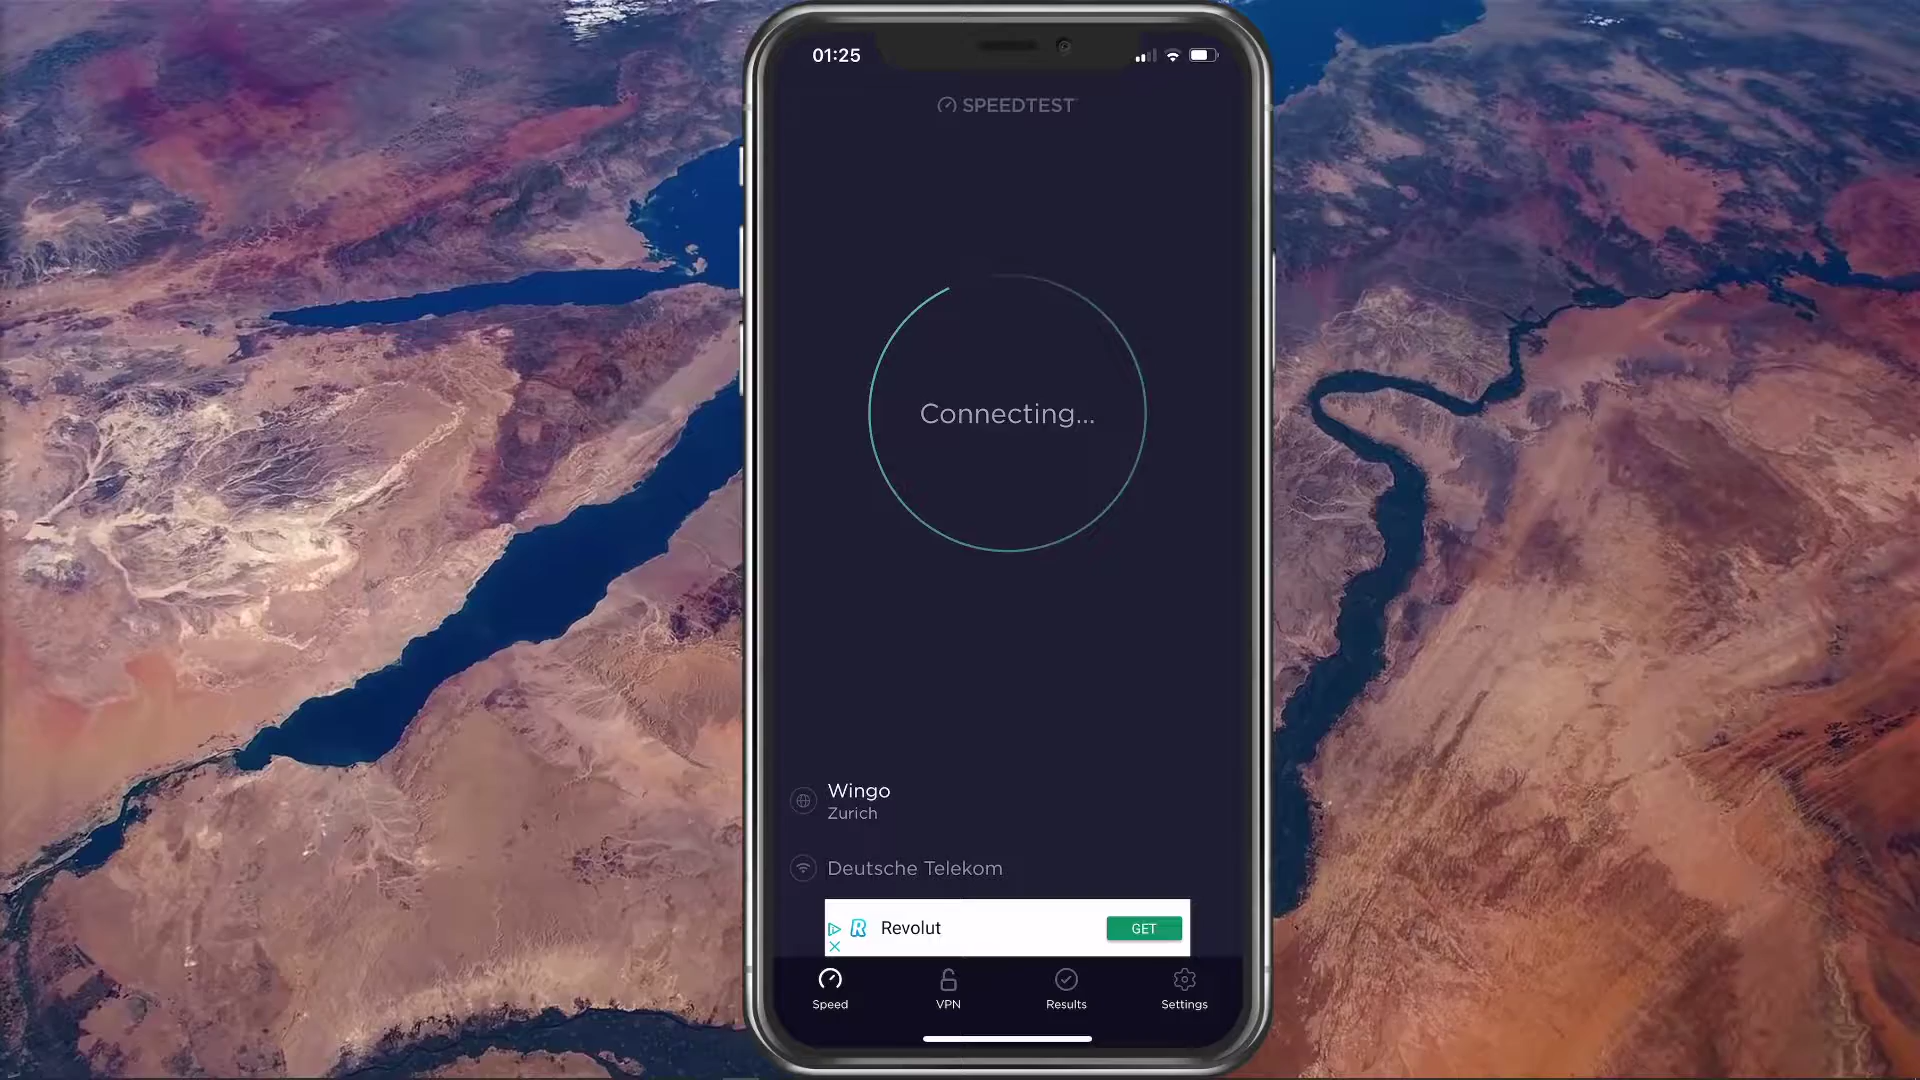 01:25
SPEEDTEST
Connecting...
Wingo
Zurich
Deutsche Telekom
Revolut
GET
Speed
VPN
Results
Settings